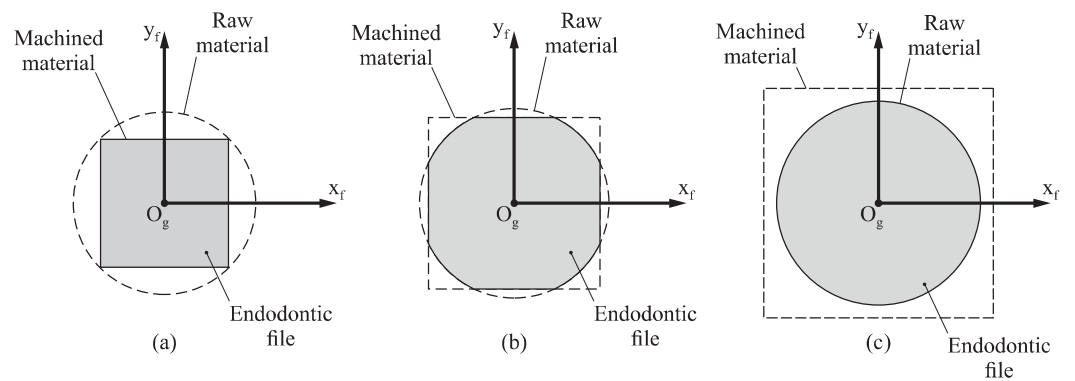 Machined
material
y_f
Raw
material
x_f
O_g
Endodontic
file
(a)
Machined
material
y_f
Raw
material
x_f
O_g
Endodontic
file
(b)
Machined
material
y_f
Raw
material
x_f
O_g
Endodontic
file
(c)